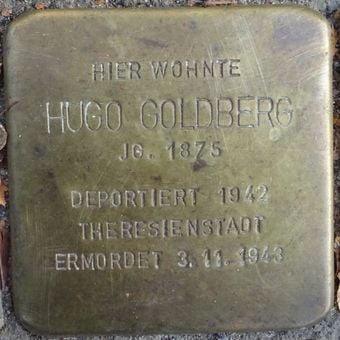 HIER WOHNTE
HUGO GOLDBERG
JG. 1875
DEPORTIERT 1942
THERESIENSTADT
ERMORDET 3.11.1943